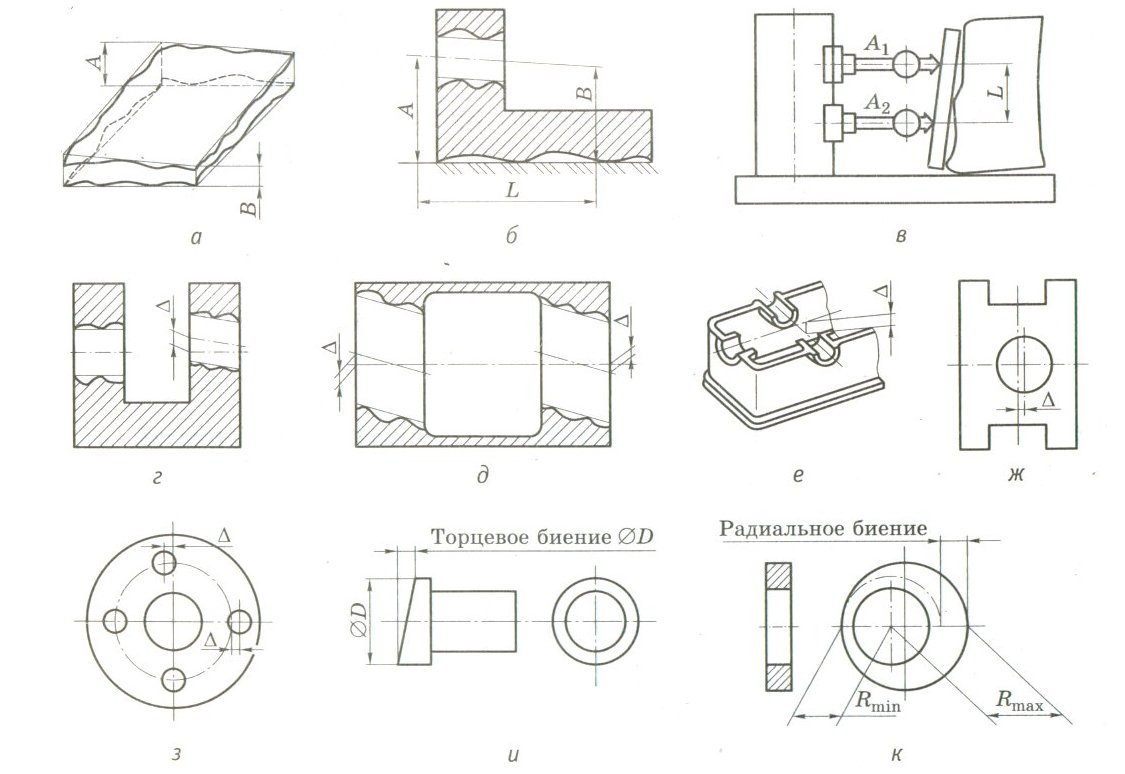 A
B
а
A
B
L
б
A₁
A₂
L
в
Δ
г
Δ
Δ
д
Δ
е
Δ
ж
Δ
Δ
з
Торцевое биение ∅D
∅D
и
Радиальное биение
Rmin
Rmax
к